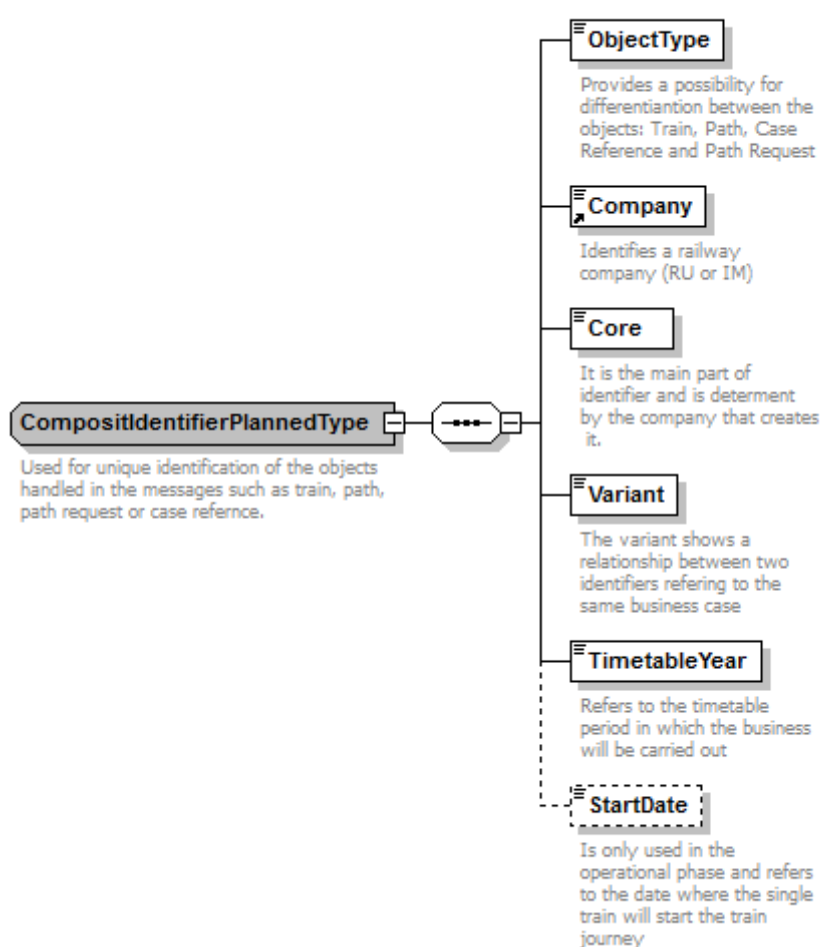 ObjectType
Provides a possibility for
differentiantion between the
objects: Train, Path, Case
Reference and Path Request
Company
Identifies a railway
company (RU or IM)
Core
It is the main part of
identifier and is determent
by the company that creates
it.
CompositIdentifierPlannedType
Used for unique identification of the objects
handled in the messages such as train, path,
path request or case refernce.
Variant
The variant shows a
relationship between two
identifiers refering to the
same business case
TimetableYear
Refers to the timetable
period in which the business
will be carried out
StartDate
Is only used in the
operational phase and refers
to the date where the single
train will start the train
journey